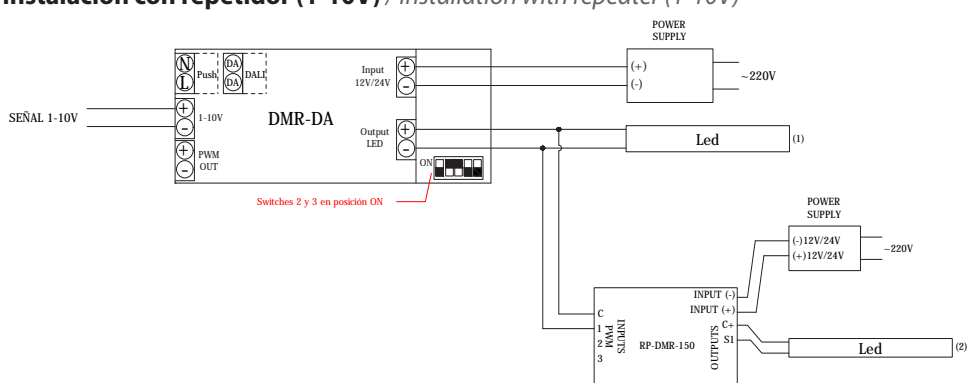 Instalación con repetidor (1-10V) / Installation with repeater (1-10V)
POWER
SUPPLY
N
L
Push
DA
DA
DALI
Input
12V/24V
+
-
(+)
(-)
~220V
SEÑAL 1-10V
+
-
1-10V
DMR-DA
Output
LED
+
-
Led
(1)
+
-
PWM
OUT
ON
Switches 2 y 3 en posición ON
POWER
SUPPLY
(-)12V/24V
(+)12V/24V
~220V
INPUT (-)
INPUT (+)
C
1
2
3
INPUTS
PWM
RP-DMR-150
OUTPUTS
C+
S1
Led
(2)